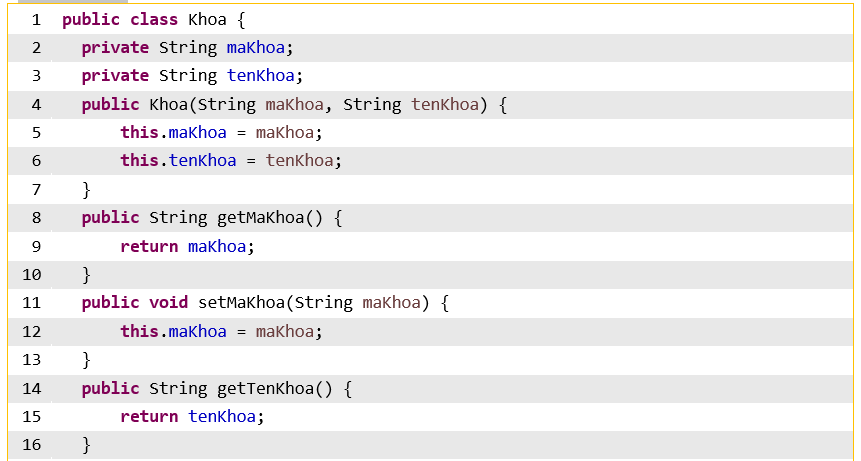 1 public class Khoa {
2 private String maKhoa;
3 private String tenKhoa;
4 public Khoa(String maKhoa, String tenKhoa) {
5 this.maKhoa = maKhoa;
6 this.tenKhoa = tenKhoa;
7 }
8 public String getMaKhoa() {
9 return maKhoa;
10 }
11 public void setMaKhoa(String maKhoa) {
12 this.maKhoa = maKhoa;
13 }
14 public String getTenKhoa() {
15 return tenKhoa;
16 }